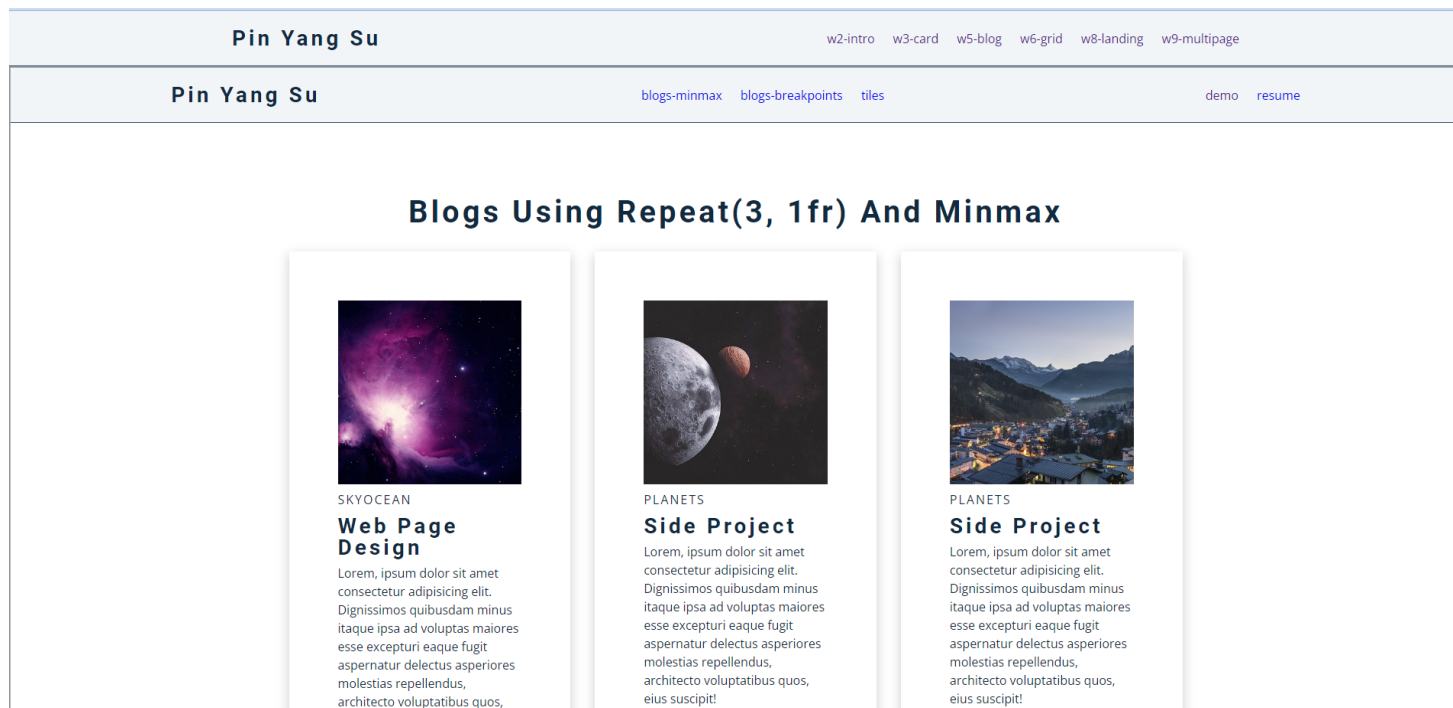 Pin Yang Su
w2-intro w3-card w5-blog w6-grid w8-landing w9-multipage
Pin Yang Su
blogs-minmax blogs-breakpoints tiles
demo resume
Blogs Using Repeat(3, 1fr) And Minmax
SKYOCEAN
Web Page
Design
Lorem, ipsum dolor sit amet
consectetur adipisicing elit.
Dignissimos quibusdam minus
itaque ipsa ad voluptas maiores
esse excepturi eaque fugit
aspernatur delectus asperiores
molestias repellendus,
architecto voluptatibus quos,
PLANETS
Side Project
Lorem, ipsum dolor sit amet
consectetur adipisicing elit.
Dignissimos quibusdam minus
itaque ipsa ad voluptas maiores
esse excepturi eaque fugit
aspernatur delectus asperiores
molestias repellendus,
architecto voluptatibus quos,
eius suscipit!
PLANETS
Side Project
Lorem, ipsum dolor sit amet
consectetur adipisicing elit.
Dignissimos quibusdam minus
itaque ipsa ad voluptas maiores
esse excepturi eaque fugit
aspernatur delectus asperiores
molestias repellendus,
architecto voluptatibus quos,
eius suscipit!